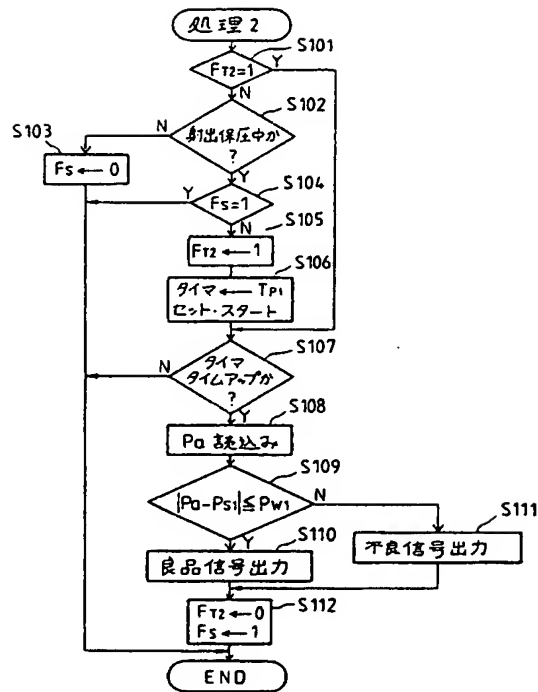 処理2
S101
FT2=1
Y
N
S102
射出保圧中か
?
N
Y
S103
Fs ← 0
S104
Fs=1
Y
N
S105
FT2 ← 1
S106
タイマ ← TP1
セット・スタート
S107
タイマ
タイムアップか
?
N
Y
S108
Pa 読込み
S109
|Pa-PS1|≦PW1
N
Y
S110
良品信号出力
S111
不良信号出力
S112
FT2 ← 0
Fs ← 1
END